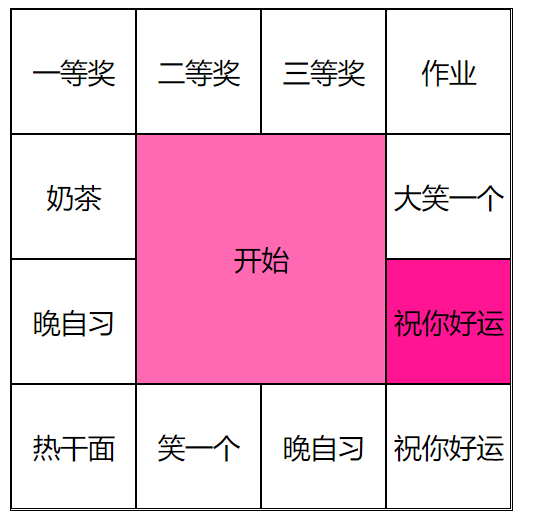 一等奖 二等奖 三等奖 作业
奶茶 大笑一个
开始
晚自习 祝你好运
热干面 笑一个 晚自习 祝你好运